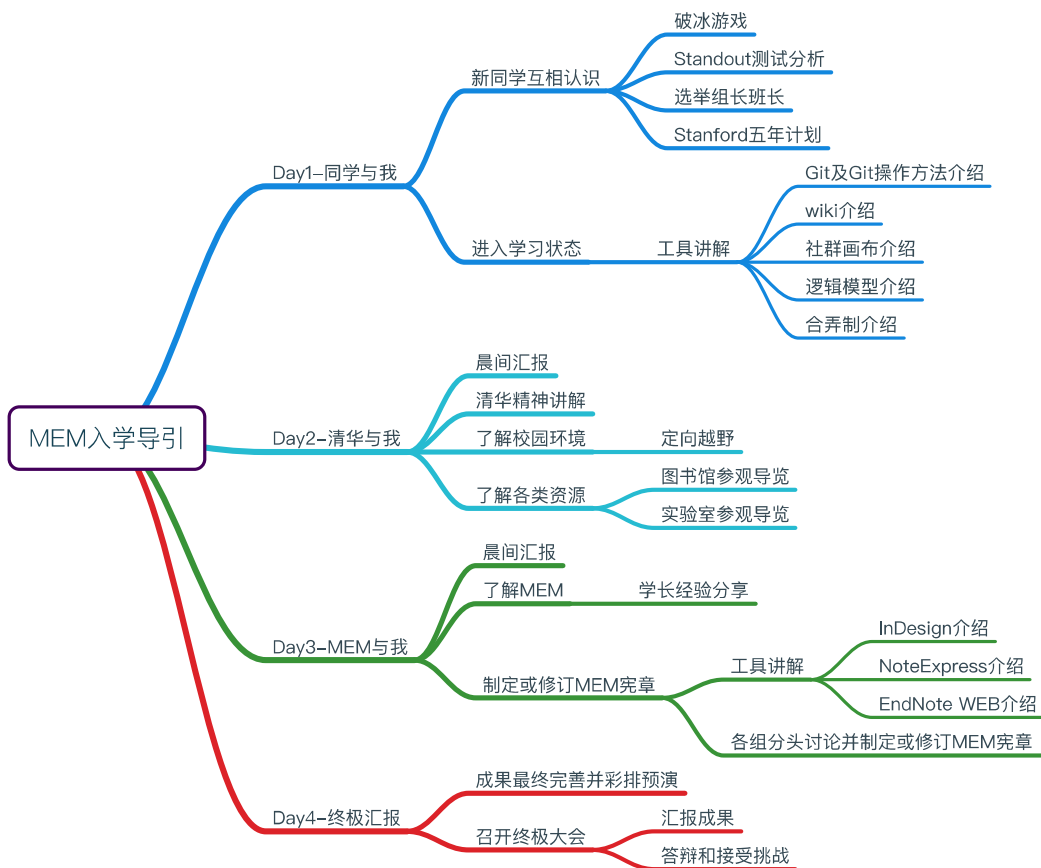 MEM入学导引
Day1-同学与我
新同学互相认识
破冰游戏
Standout测试分析
选举组长班长
Stanford五年计划
进入学习状态
工具讲解
Git及Git操作方法介绍
wiki介绍
社群画布介绍
逻辑模型介绍
合弄制介绍
Day2-清华与我
晨间汇报
清华精神讲解
了解校园环境
定向越野
了解各类资源
图书馆参观导览
实验室参观导览
Day3-MEM与我
晨间汇报
了解MEM
学长经验分享
制定或修订MEM宪章
工具讲解
InDesign介绍
NoteExpress介绍
EndNote WEB介绍
各组分头讨论并制定或修订MEM宪章
Day4-终极汇报
成果最终完善并彩排预演
召开终极大会
汇报成果
答辩和接受挑战